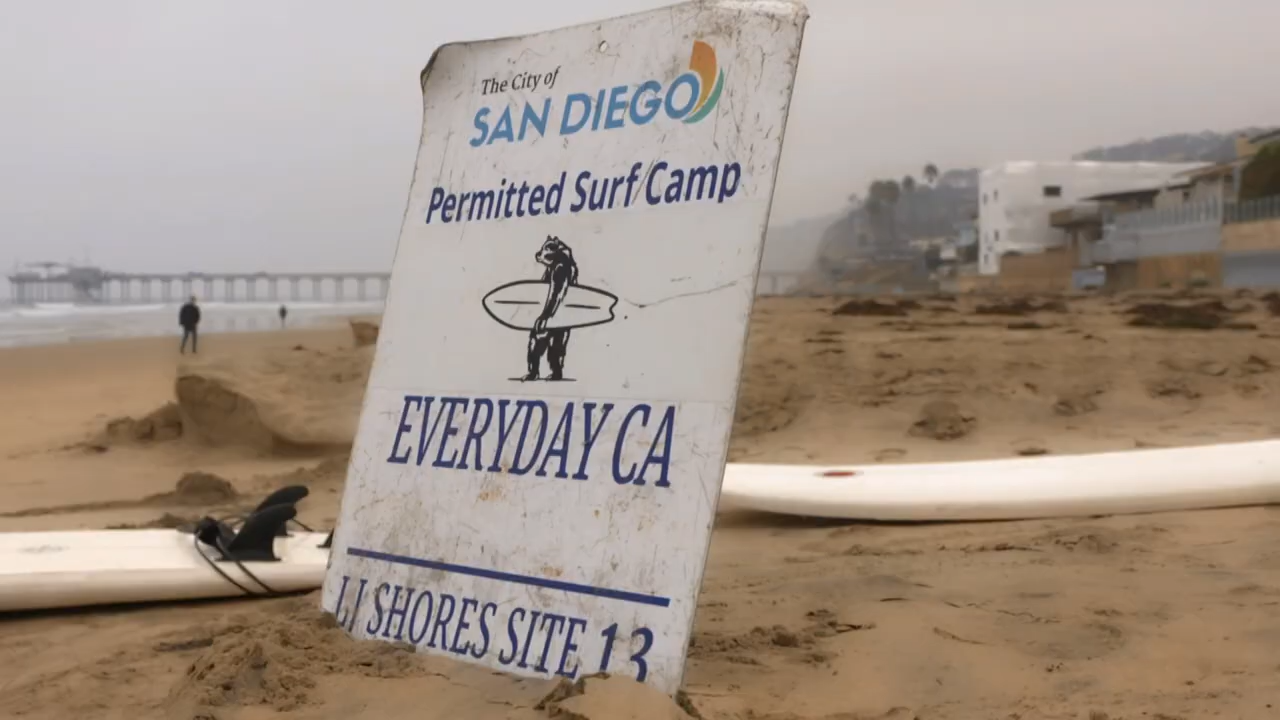 The City of
SAN DIEGO
Permitted Surf Camp
EVERYDAY CA
LJ SHORES SITE 13